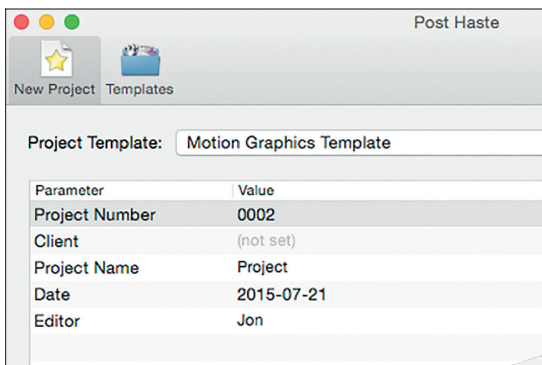 Post Haste
New Project Templates
Project Template: Motion Graphics Template
Parameter Value
Project Number 0002
Client (not set)
Project Name Project
Date 2015-07-21
Editor Jon